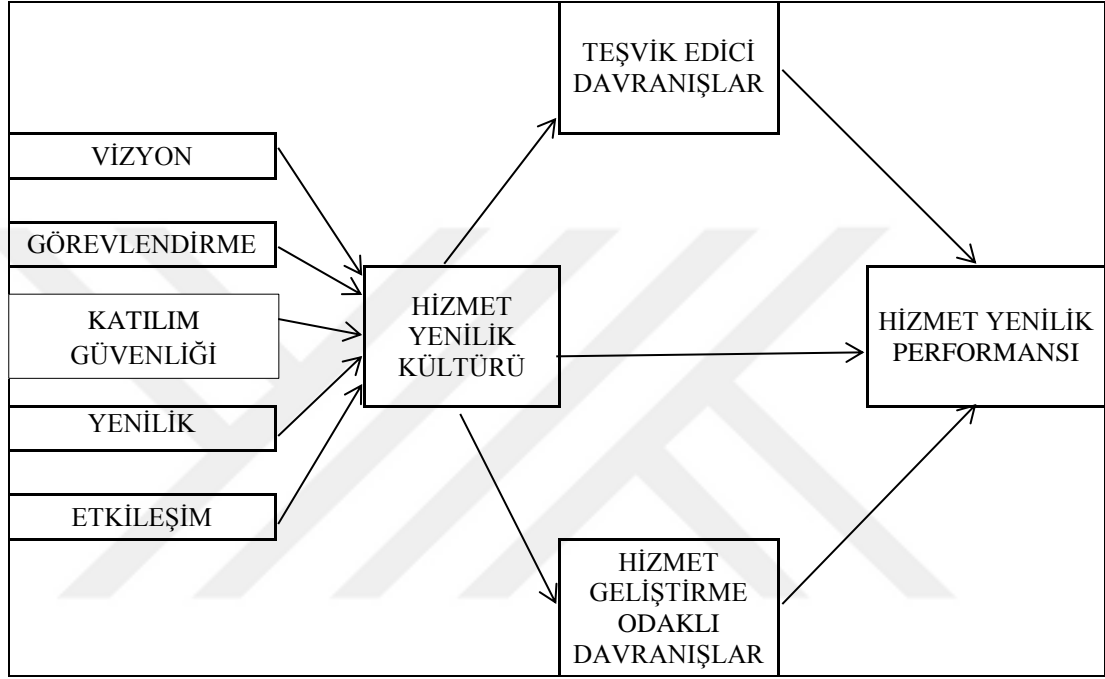 TEŞVİK EDİCİ
DAVRANIŞLAR
VİZYON
GÖREVLENDİRME
KATILIM
GÜVENLİĞİ
YENİLİK
ETKİLEŞİM
HİZMET
YENİLİK
KÜLTÜRÜ
HİZMET YENİLİK
PERFORMANSI
HİZMET
GELİŞTİRME
ODAKLI
DAVRANIŞLAR